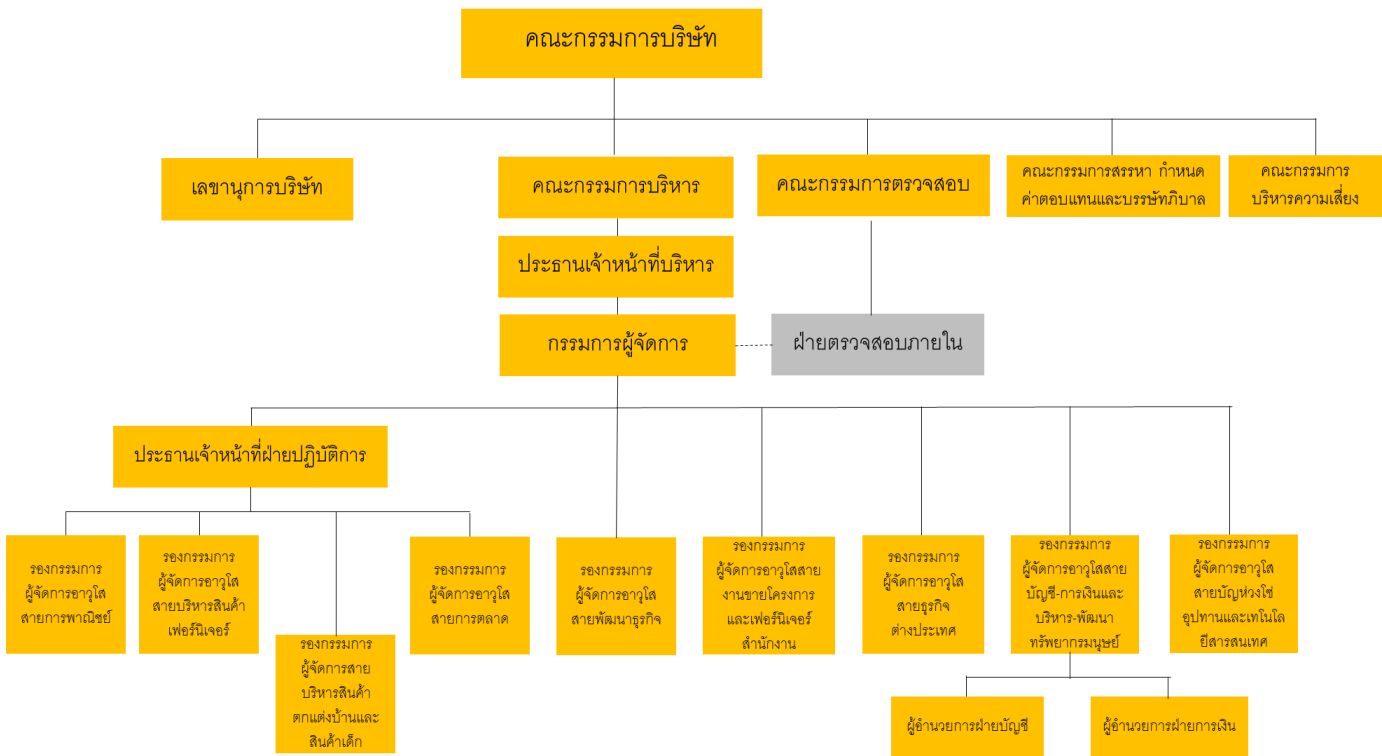 คณะกรรมการบริษัท
เลขานุการบริษัท
คณะกรรมการบริหาร
คณะกรรมการตรวจสอบ
คณะกรรมการสรรหา กำหนด
ค่าตอบแทนและบรรษัทภิบาล
คณะกรรมการ
บริหารความเสี่ยง
ประธานเจ้าหน้าที่บริหาร
กรรมการผู้จัดการ
ฝ่ายตรวจสอบภายใน
ประธานเจ้าหน้าที่ฝ่ายปฏิบัติการ
รองกรรมการ
ผู้จัดการอาวุโส
สายการพาณิชย์
รองกรรมการ
ผู้จัดการอาวุโส
สายบริหารสินค้า
เฟอร์นิเจอร์
รองกรรมการ
ผู้จัดการสาย
บริหารสินค้า
ตกแต่งบ้านและ
สินค้าเด็ก
รองกรรมการ
ผู้จัดการอาวุโส
สายการตลาด
รองกรรมการ
ผู้จัดการอาวุโส
สายพัฒนาธุรกิจ
รองกรรมการ
ผู้จัดการอาวุโสสาย
งานขายโครงการ
และเฟอร์นิเจอร์
สำนักงาน
รองกรรมการ
ผู้จัดการอาวุโส
สายธุรกิจ
ต่างประเทศ
รองกรรมการ
ผู้จัดการอาวุโสสาย
บัญชี-การเงินและ
บริหาร-พัฒนา
ทรัพยากรมนุษย์
รองกรรมการ
ผู้จัดการอาวุโส
สายบัญห่วงโซ่
อุปทานและเทโนโล
ยีสารสนเทศ
ผู้อำนวยการฝ่ายบัญชี
ผู้อำนวยการฝ่ายการเงิน